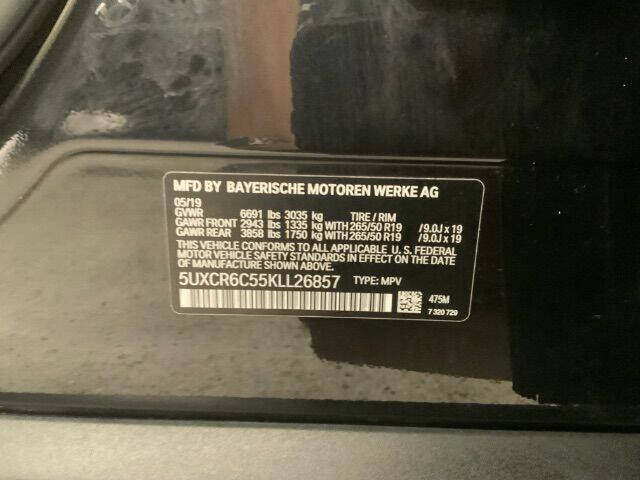 MFD BY BAYERISCHE MOTOREN WERKE AG
05/19
GVWR 6691 lbs 3035 kg TIRE / RIM
GAWR FRONT 2943 lbs 1335 kg WITH 265/50 R19 /9.0J x 19
GAWR REAR 3858 lbs 1750 kg WITH 265/50 R19 /9.0J x 19
THIS VEHICLE CONFORMS TO ALL APPLICABLE U. S. FEDERAL
MOTOR VEHICLE SAFETY STANDARDS IN EFFECT ON THE
DATE OF MANUFACTURE SHOWN ABOVE.
5UXCR6C55KLL26857 TYPE: MPV
475M
7 320 729